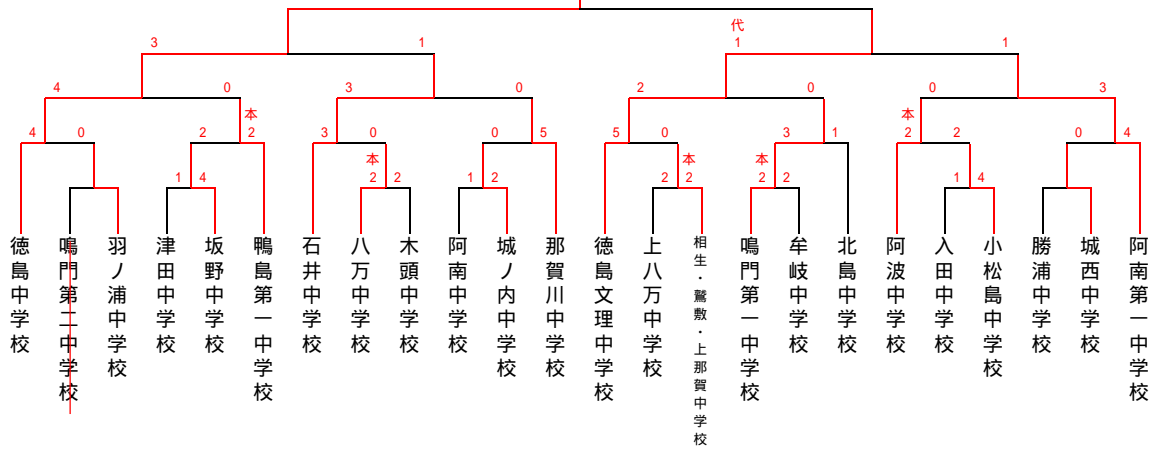 代
3 1 1 1
4 0 3 0 2 0 0 3
本 本
4 0 2 2 3 0 0 5 5 0 3 1 2 2 0 4
本 本 本
1 4 2 2 1 2 2 2 2 2 1 4
徳島中学校
鳴門第二中学校
羽ノ浦中学校
津田中学校
坂野中学校
鴨島第一中学校
石井中学校
八万中学校
木頭中学校
阿南中学校
城ノ内中学校
那賀川中学校
徳島文理中学校
上八万中学校
相生・鷲敷・上那賀中学校
鳴門第一中学校
牟岐中学校
北島中学校
阿波中学校
入田中学校
小松島中学校
勝浦中学校
城西中学校
阿南第一中学校